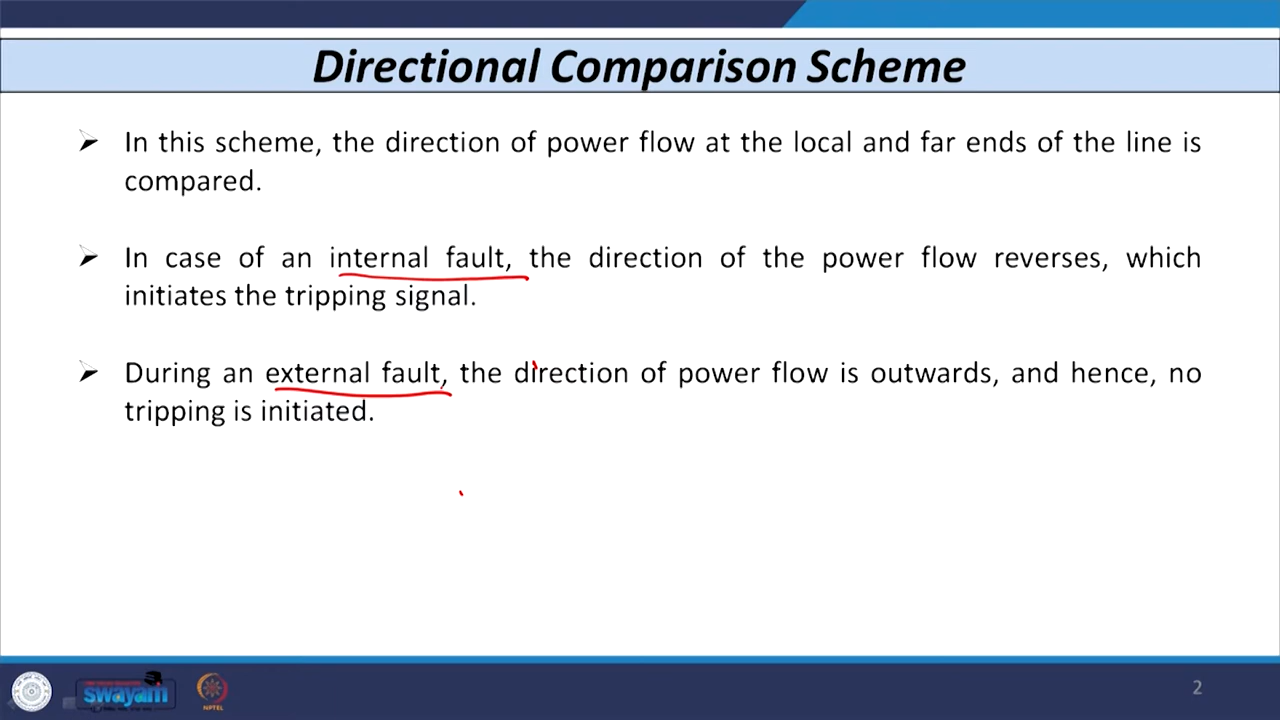 Directional Comparison Scheme
In this scheme, the direction of power flow at the local and far ends of the line is
compared.
In case of an internal fault, the direction of the power flow reverses, which
initiates the tripping signal.
During an external fault, the direction of power flow is outwards, and hence, no
tripping is initiated.
swayam
NPTEL
2